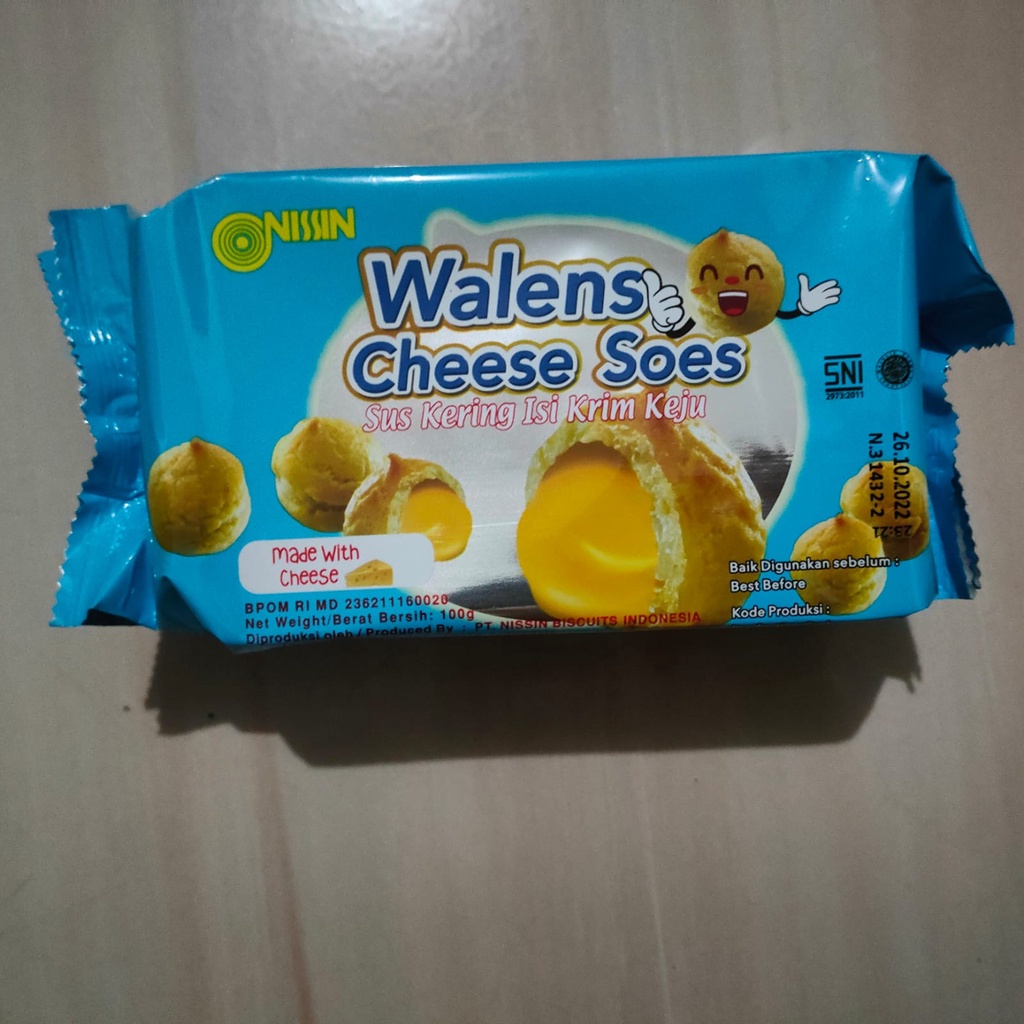 NISSIN
Walens
Cheese Soes
Sus Kering Isi Krim Keju
SNI
2973:2011
26.10.2022 23:21
N.31432-2
Made With
Cheese
BPOM RI MD 236211160020
Net Weight/Berat Bersih: 100g
Diproduksi oleh / Produced By : PT. NISSIN BISCUITS INDONESIA
Baik Digunakan sebelum :
Best Before
Kode Produksi :